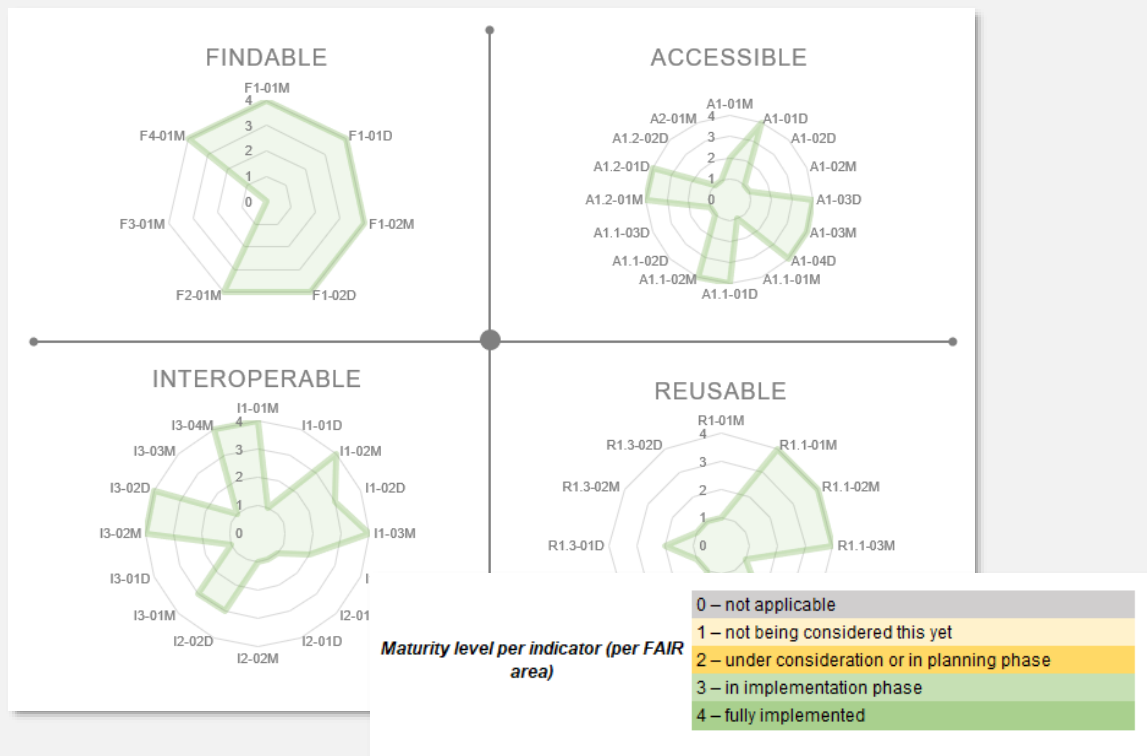 FINDABLE
F1-01M
4
3
2
1
0
F4-01M
F1-01D
F3-01M
F1-02M
F2-01M
F1-02D
ACCESSIBLE
A1-01M
4
3
2
1
0
A2-01M
A1-01D
A1.2-02D
A1-02D
A1.2-01D
A1-02M
A1.2-01M
A1-03D
A1.1-03D
A1-03M
A1.1-02D
A1-04D
A1.1-02M
A1.1-01M
A1.1-01D
INTEROPERABLE
I1-01M
4
3
2
1
0
I3-04M
I1-01D
I3-03M
I1-02M
I3-02D
I1-02D
I3-02M
I1-03M
I3-01D
I3-01M
I2-01
I2-02D
I2-01D
I2-02M
REUSABLE
R1-01M
4
3
2
1
0
R1.3-02D
R1.1-01M
R1.3-02M
R1.1-02M
R1.3-01D
R1.1-03M
Maturity level per indicator (per FAIR
area)
0 – not applicable
1 – not being considered this yet
2 – under consideration or in planning phase
3 – in implementation phase
4 – fully implemented